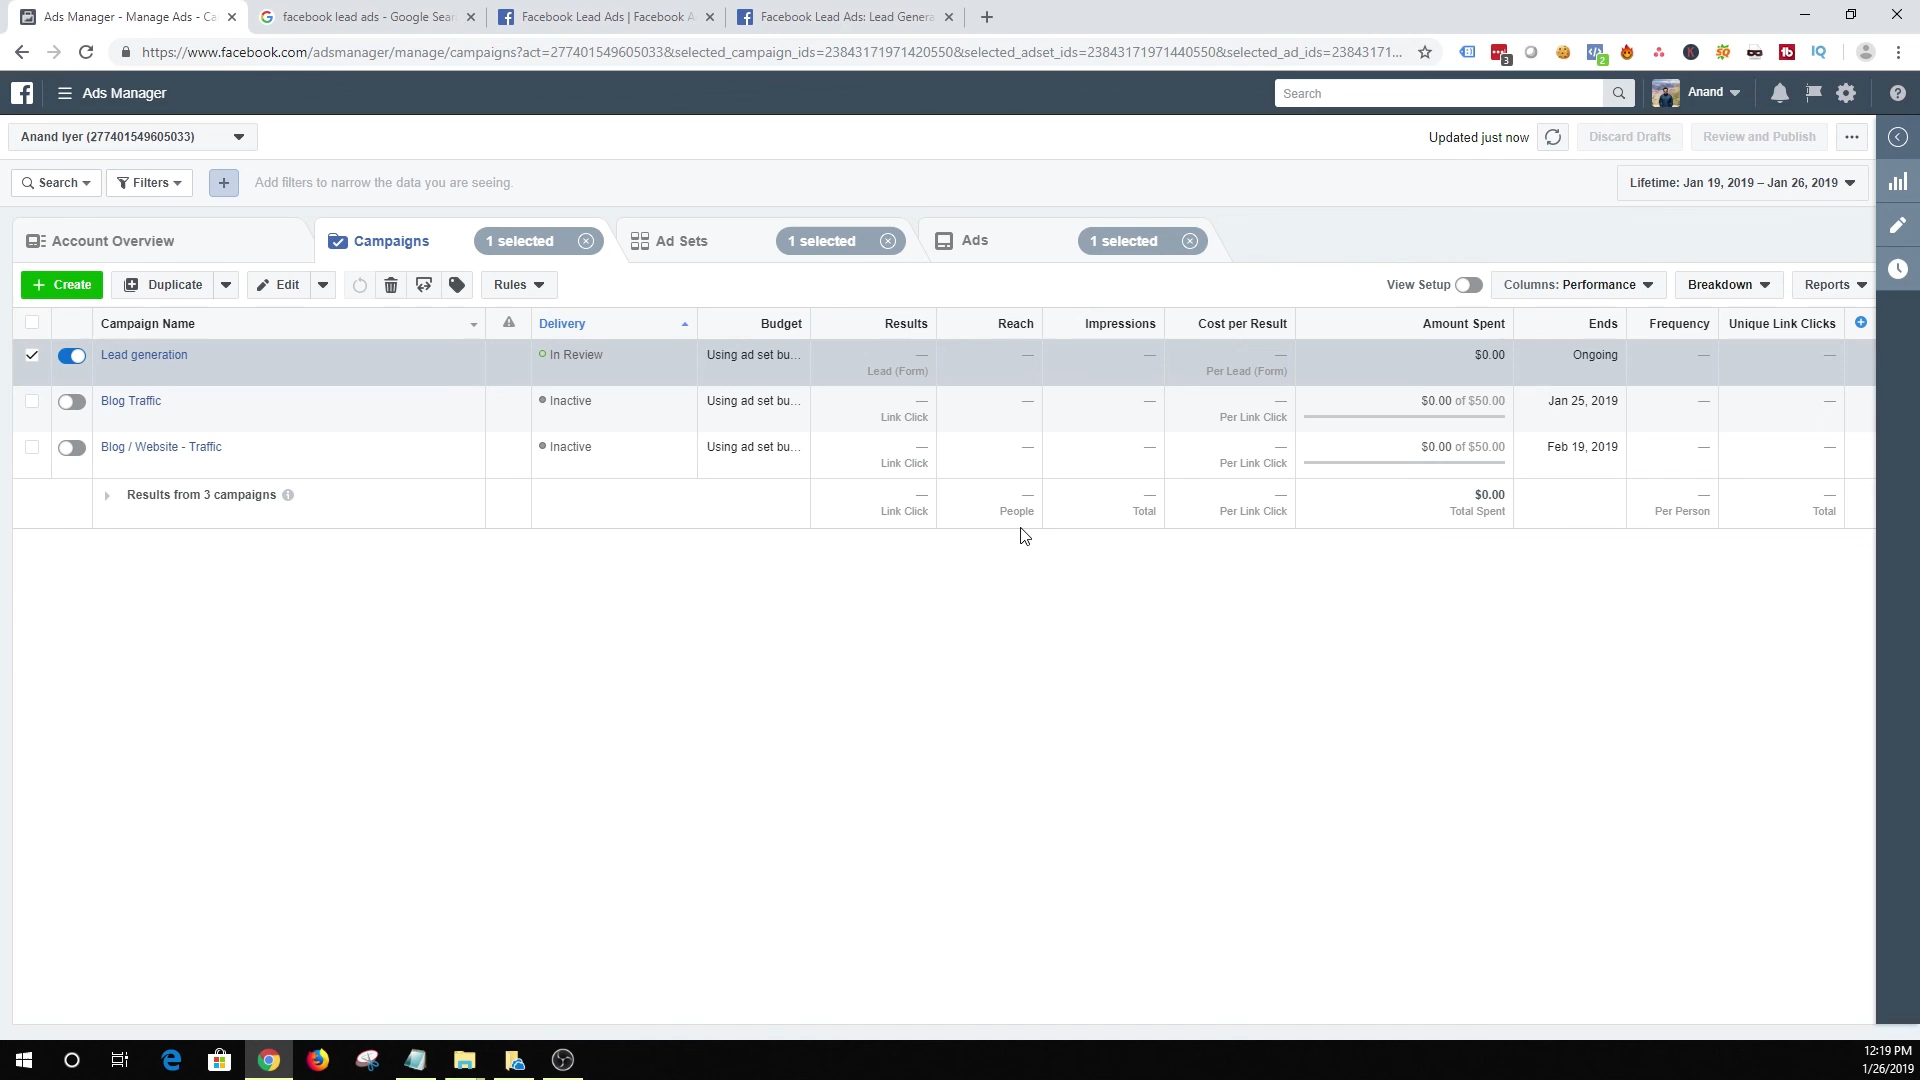 Ads Manager - Manage Ads - Ca
facebook lead ads - Google Sear
Facebook Lead Ads | Facebook A
Facebook Lead Ads: Lead Genera
https://www.facebook.com/adsmanager/manage/campaigns?act=277401549605033&selected_campaign_ids=23843171971420550&selected_adset_ids=23843171971440550&selected_ad_ids=23843171...
3
2
Ads Manager
Search
Anand
Anand Iyer (277401549605033)
Updated just now
Discard Drafts
Review and Publish
Search
Filters
Add filters to narrow the data you are seeing.
Lifetime: Jan 19, 2019 – Jan 26, 2019
Account Overview
Campaigns
1 selected
Ad Sets
1 selected
Ads
1 selected
+ Create
Duplicate
Edit
Rules
View Setup
Columns: Performance
Breakdown
Reports
Campaign Name Delivery Budget Results Reach Impressions Cost per Result Amount Spent Ends Frequency Unique Link Clicks
Lead generation In Review Using ad set bu... — — — — $0.00 Ongoing — —
Lead (Form) Per Lead (Form)
Blog Traffic Inactive Using ad set bu... — — — — $0.00 of $50.00 Jan 25, 2019 — —
Link Click Per Link Click
Blog / Website - Traffic Inactive Using ad set bu... — — — — $0.00 of $50.00 Feb 19, 2019 — —
Link Click Per Link Click
Results from 3 campaigns — — — — $0.00 — —
Link Click People Total Per Link Click Total Spent Per Person Total
12:19 PM
1/26/2019